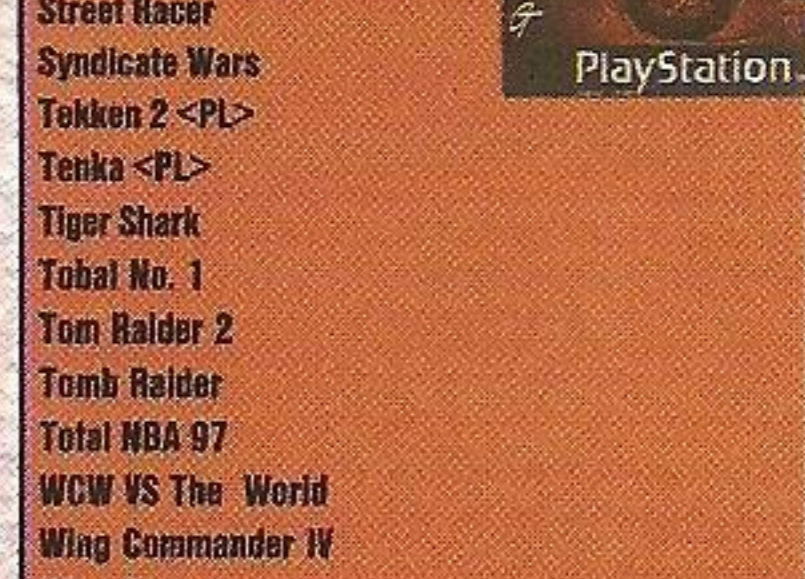 Street Racer
Syndicate Wars
PlayStation
Tekken 2 <PL>
Tenka <PL>
Tiger Shark
Tobal No. 1
Tom Raider 2
Tomb Raider
Total NBA 97
WCW VS The World
Wing Commander IV